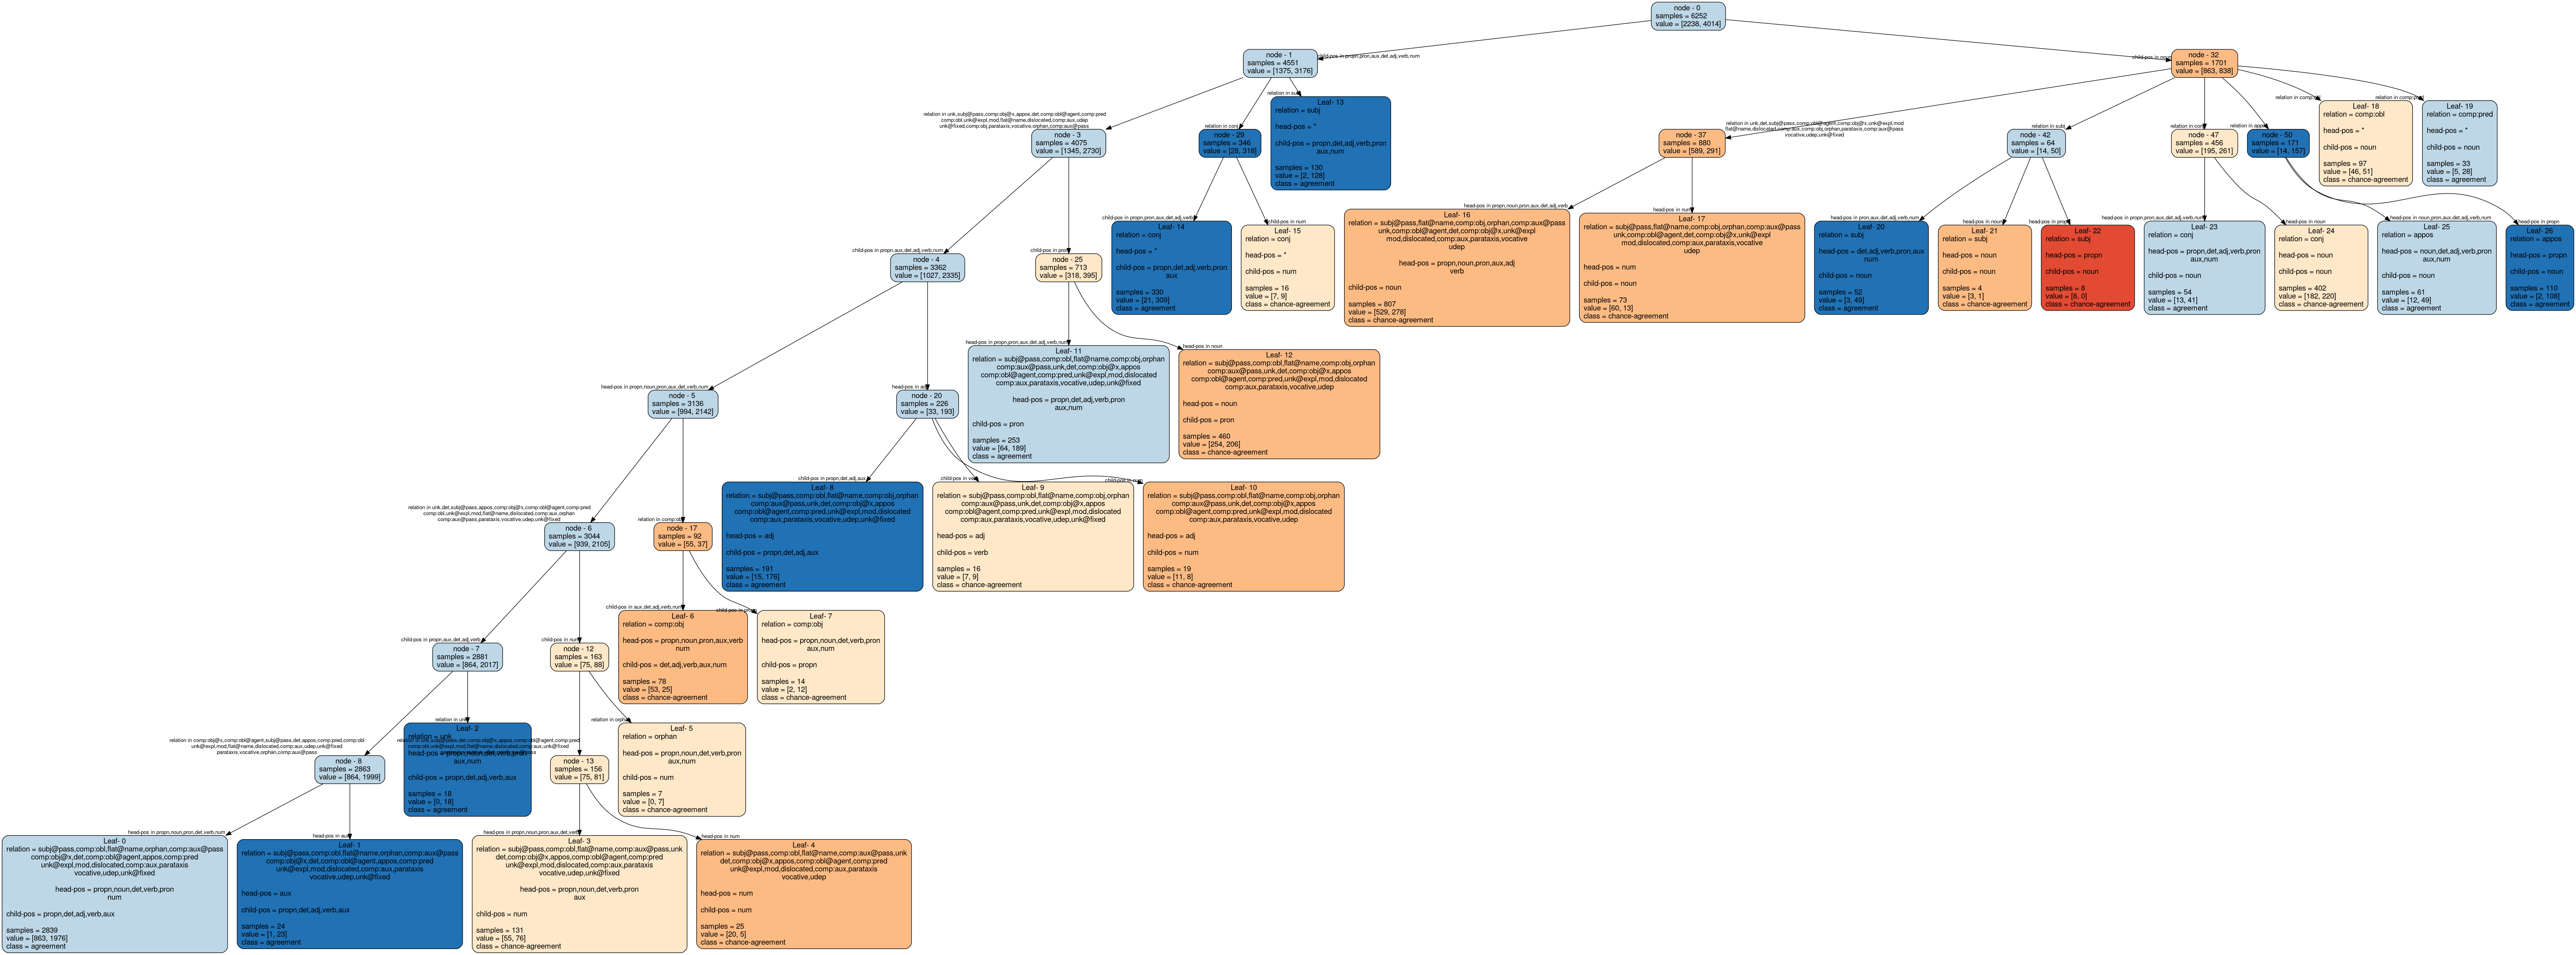 node - 0
samples = 6252
value = [2238, 4014]
child-pos in propn,pron,aux,det,adj,verb,num
node - 1
samples = 4551
value = [1375, 3176]
child-pos in noun
node - 32
samples = 1701
value = [863, 838]
relation in unk,subj@pass,comp:obj@x,appos,det,comp:obl@agent,comp:pred
comp:obl,unk@expl,mod,flat@name,dislocated,comp:aux,udep
unk@fixed,comp:obj,parataxis,vocative,orphan,comp:aux@pass
node - 3
samples = 4075
value = [1345, 2730]
relation in conj
node - 29
samples = 346
value = [28, 318]
relation in subj
Leaf- 13
relation = subj
head-pos = *
child-pos = propn,det,adj,verb,pron
aux,num
samples = 130
value = [2, 128]
class = agreement
relation in unk,det,subj@pass,comp:obl@agent,comp:obj@x,unk@expl,mod
flat@name,dislocated,comp:aux,comp:obj,orphan,parataxis,comp:aux@pass
vocative,udep,unk@fixed
node - 37
samples = 880
value = [589, 291]
relation in subj
node - 42
samples = 64
value = [14, 50]
relation in conj
node - 47
samples = 456
value = [195, 261]
relation in appos
node - 50
samples = 171
value = [14, 157]
relation in comp:obl
Leaf- 18
relation = comp:obl
head-pos = *
child-pos = noun
samples = 97
value = [46, 51]
class = chance-agreement
relation in comp:pred
Leaf- 19
relation = comp:pred
head-pos = *
child-pos = noun
samples = 33
value = [5, 28]
class = agreement
child-pos in propn,aux,det,adj,verb,num
node - 4
samples = 3362
value = [1027, 2335]
child-pos in pron
node - 25
samples = 713
value = [318, 395]
child-pos in propn,pron,aux,det,adj,verb
Leaf- 14
relation = conj
head-pos = *
child-pos = propn,det,adj,verb,pron
aux
samples = 330
value = [21, 309]
class = agreement
child-pos in num
Leaf- 15
relation = conj
head-pos = *
child-pos = num
samples = 16
value = [7, 9]
class = chance-agreement
head-pos in propn,noun,pron,aux,det,adj,verb
Leaf- 16
relation = subj@pass,flat@name,comp:obj,orphan,comp:aux@pass
unk,comp:obl@agent,det,comp:obj@x,unk@expl
mod,dislocated,comp:aux,parataxis,vocative
udep
head-pos = propn,noun,pron,aux,adj
verb
child-pos = noun
samples = 807
value = [529, 278]
class = chance-agreement
head-pos in num
Leaf- 17
relation = subj@pass,flat@name,comp:obj,orphan,comp:aux@pass
unk,comp:obl@agent,det,comp:obj@x,unk@expl
mod,dislocated,comp:aux,parataxis,vocative
udep
head-pos = num
child-pos = noun
samples = 73
value = [60, 13]
class = chance-agreement
head-pos in pron,aux,det,adj,verb,num
Leaf- 20
relation = subj
head-pos = det,adj,verb,pron,aux
num
child-pos = noun
samples = 52
value = [3, 49]
class = agreement
head-pos in noun
Leaf- 21
relation = subj
head-pos = noun
child-pos = noun
samples = 4
value = [3, 1]
class = chance-agreement
head-pos in propn
Leaf- 22
relation = subj
head-pos = propn
child-pos = noun
samples = 8
value = [8, 0]
class = chance-agreement
head-pos in propn,pron,aux,det,adj,verb,num
Leaf- 23
relation = conj
head-pos = propn,det,adj,verb,pron
aux,num
child-pos = noun
samples = 54
value = [13, 41]
class = agreement
head-pos in noun
Leaf- 24
relation = conj
head-pos = noun
child-pos = noun
samples = 402
value = [182, 220]
class = chance-agreement
head-pos in noun,pron,aux,det,adj,verb,num
Leaf- 25
relation = appos
head-pos = noun,det,adj,verb,pron
aux,num
child-pos = noun
samples = 61
value = [12, 49]
class = agreement
head-pos in propn
Leaf- 26
relation = appos
head-pos = propn
child-pos = noun
samples = 110
value = [2, 108]
class = agreement
head-pos in propn,noun,pron,aux,det,verb,num
node - 5
samples = 3136
value = [994, 2142]
head-pos in adj
node - 20
samples = 226
value = [33, 193]
head-pos in propn,pron,aux,det,adj,verb,num
Leaf- 11
relation = subj@pass,comp:obl,flat@name,comp:obj,orphan
comp:aux@pass,unk,det,comp:obj@x,appos
comp:obl@agent,comp:pred,unk@expl,mod,dislocated
comp:aux,parataxis,vocative,udep,unk@fixed
head-pos = propn,det,adj,verb,pron
aux,num
child-pos = pron
samples = 253
value = [64, 189]
class = agreement
head-pos in noun
Leaf- 12
relation = subj@pass,comp:obl,flat@name,comp:obj,orphan
comp:aux@pass,unk,det,comp:obj@x,appos
comp:obl@agent,comp:pred,unk@expl,mod,dislocated
comp:aux,parataxis,vocative,udep
head-pos = noun
child-pos = pron
samples = 460
value = [254, 206]
class = chance-agreement
relation in unk,det,subj@pass,appos,comp:obj@x,comp:obl@agent,comp:pred
comp:obl,unk@expl,mod,flat@name,dislocated,comp:aux,orphan
comp:aux@pass,parataxis,vocative,udep,unk@fixed
node - 6
samples = 3044
value = [939, 2105]
relation in comp:obj
node - 17
samples = 92
value = [55, 37]
child-pos in propn,det,adj,aux
Leaf- 8
relation = subj@pass,comp:obl,flat@name,comp:obj,orphan
comp:aux@pass,unk,det,comp:obj@x,appos
comp:obl@agent,comp:pred,unk@expl,mod,dislocated
comp:aux,parataxis,vocative,udep,unk@fixed
head-pos = adj
child-pos = propn,det,adj,aux
samples = 191
value = [15, 176]
class = agreement
child-pos in verb
Leaf- 9
relation = subj@pass,comp:obl,flat@name,comp:obj,orphan
comp:aux@pass,unk,det,comp:obj@x,appos
comp:obl@agent,comp:pred,unk@expl,mod,dislocated
comp:aux,parataxis,vocative,udep,unk@fixed
head-pos = adj
child-pos = verb
samples = 16
value = [7, 9]
class = chance-agreement
child-pos in num
Leaf- 10
relation = subj@pass,comp:obl,flat@name,comp:obj,orphan
comp:aux@pass,unk,det,comp:obj@x,appos
comp:obl@agent,comp:pred,unk@expl,mod,dislocated
comp:aux,parataxis,vocative,udep
head-pos = adj
child-pos = num
samples = 19
value = [11, 8]
class = chance-agreement
child-pos in propn,aux,det,adj,verb
node - 7
samples = 2881
value = [864, 2017]
child-pos in num
node - 12
samples = 163
value = [75, 88]
child-pos in aux,det,adj,verb,num
Leaf- 6
relation = comp:obj
head-pos = propn,noun,pron,aux,verb
num
child-pos = det,adj,verb,aux,num
samples = 78
value = [53, 25]
class = chance-agreement
child-pos in propn
Leaf- 7
relation = comp:obj
head-pos = propn,noun,det,verb,pron
aux,num
child-pos = propn
samples = 14
value = [2, 12]
class = chance-agreement
relation in comp:obj@x,comp:obl@agent,subj@pass,det,appos,comp:pred,comp:obl
unk@expl,mod,flat@name,dislocated,comp:aux,udep,unk@fixed
parataxis,vocative,orphan,comp:aux@pass
node - 8
samples = 2863
value = [864, 1999]
relation in unk
Leaf- 2
relation = unk
head-pos = propn,noun,det,verb,pron
aux,num
child-pos = propn,det,adj,verb,aux
samples = 18
value = [0, 18]
class = agreement
relation in unk,subj@pass,det,comp:obj@x,appos,comp:obl@agent,comp:pred
comp:obl,unk@expl,mod,flat@name,dislocated,comp:aux,unk@fixed
node - 13
samples = 156
value = [75, 81]
relation in orphan
Leaf- 5
relation = orphan
head-pos = propn,noun,det,verb,pron
aux,num
child-pos = num
samples = 7
value = [0, 7]
class = chance-agreement
head-pos in propn,noun,pron,det,verb,num
Leaf- 0
relation = subj@pass,comp:obl,flat@name,orphan,comp:aux@pass
comp:obj@x,det,comp:obl@agent,appos,comp:pred
unk@expl,mod,dislocated,comp:aux,parataxis
vocative,udep,unk@fixed
head-pos = propn,noun,det,verb,pron
num
child-pos = propn,det,adj,verb,aux
samples = 2839
value = [863, 1976]
class = agreement
head-pos in aux
Leaf- 1
relation = subj@pass,comp:obl,flat@name,orphan,comp:aux@pass
comp:obj@x,det,comp:obl@agent,appos,comp:pred
unk@expl,mod,dislocated,comp:aux,parataxis
vocative,udep,unk@fixed
head-pos = aux
child-pos = propn,det,adj,verb,aux
samples = 24
value = [1, 23]
class = agreement
head-pos in propn,noun,pron,aux,det,verb
Leaf- 3
relation = subj@pass,comp:obl,flat@name,comp:aux@pass,unk
det,comp:obj@x,appos,comp:obl@agent,comp:pred
unk@expl,mod,dislocated,comp:aux,parataxis
vocative,udep,unk@fixed
head-pos = propn,noun,det,verb,pron
aux
child-pos = num
samples = 131
value = [55, 76]
class = chance-agreement
head-pos in num
Leaf- 4
relation = subj@pass,comp:obl,flat@name,comp:aux@pass,unk
det,comp:obj@x,appos,comp:obl@agent,comp:pred
unk@expl,mod,dislocated,comp:aux,parataxis
vocative,udep
head-pos = num
child-pos = num
samples = 25
value = [20, 5]
class = chance-agreement